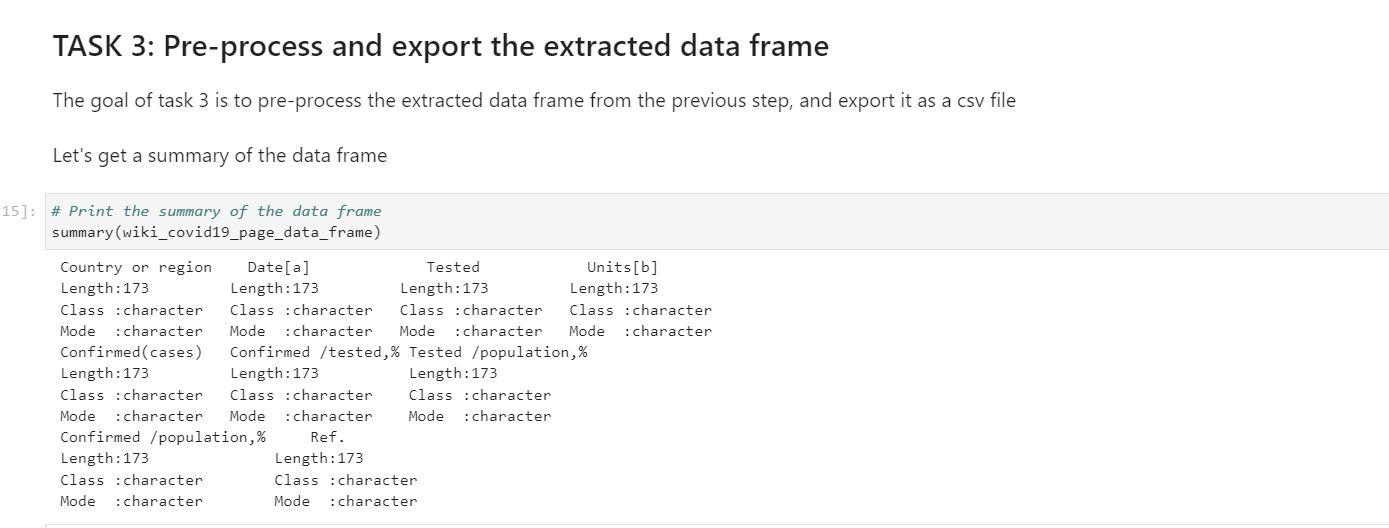 TASK 3: Pre-process and export the extracted data frame
The goal of task 3 is to pre-process the extracted data frame from the previous step, and export it as a csv file
Let's get a summary of the data frame
15]: # Print the summary of the data frame
summary(wiki_covid19_page_data_frame)
Country or region Date[a] Tested Units[b]
Length:173 Length:173 Length:173 Length:173
Class :character Class :character Class :character Class :character
Mode :character Mode :character Mode :character Mode :character
Confirmed(cases) Confirmed /tested,% Tested /population,%
Length:173 Length:173 Length:173
Class :character Class :character Class :character
Mode :character Mode :character Mode :character
Confirmed /population,% Ref.
Length:173 Length:173
Class :character Class :character
Mode :character Mode :character